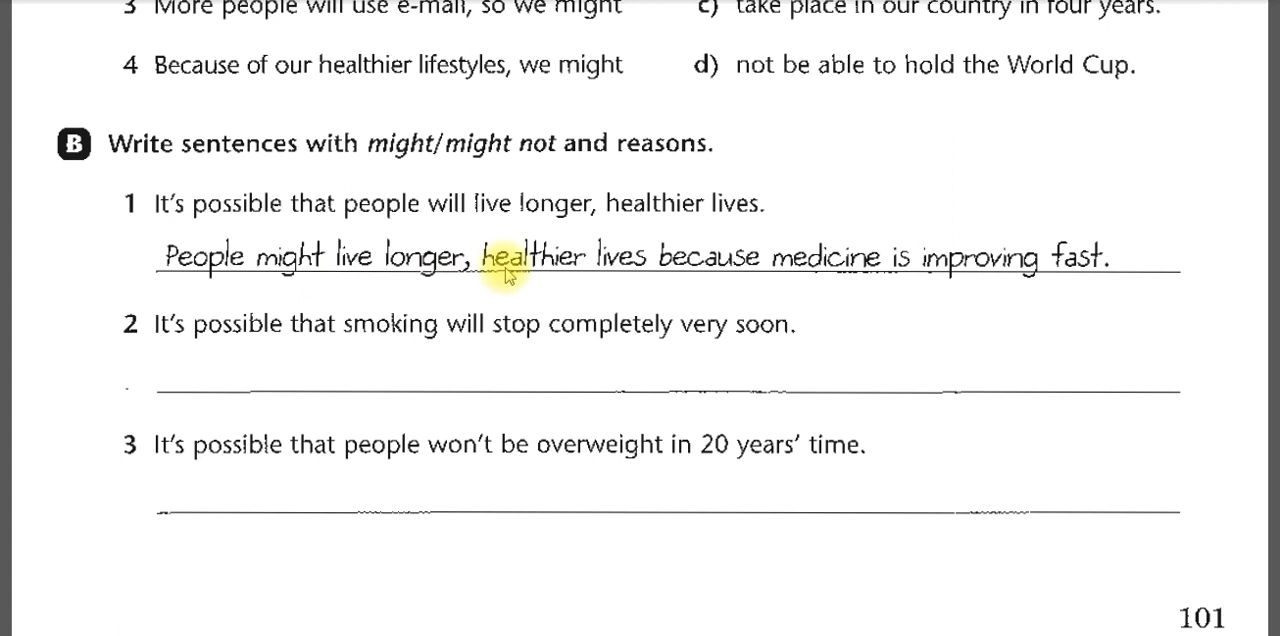 3 More people will use e-mail, so we might c) take place in our country in four years.
4 Because of our healthier lifestyles, we might d) not be able to hold the World Cup.
B Write sentences with might/might not and reasons.
1 It's possible that people will live longer, healthier lives.
People might live longer, healthier lives because medicine is improving fast.
2 It's possible that smoking will stop completely very soon.
3 It's possible that people won't be overweight in 20 years' time.
101